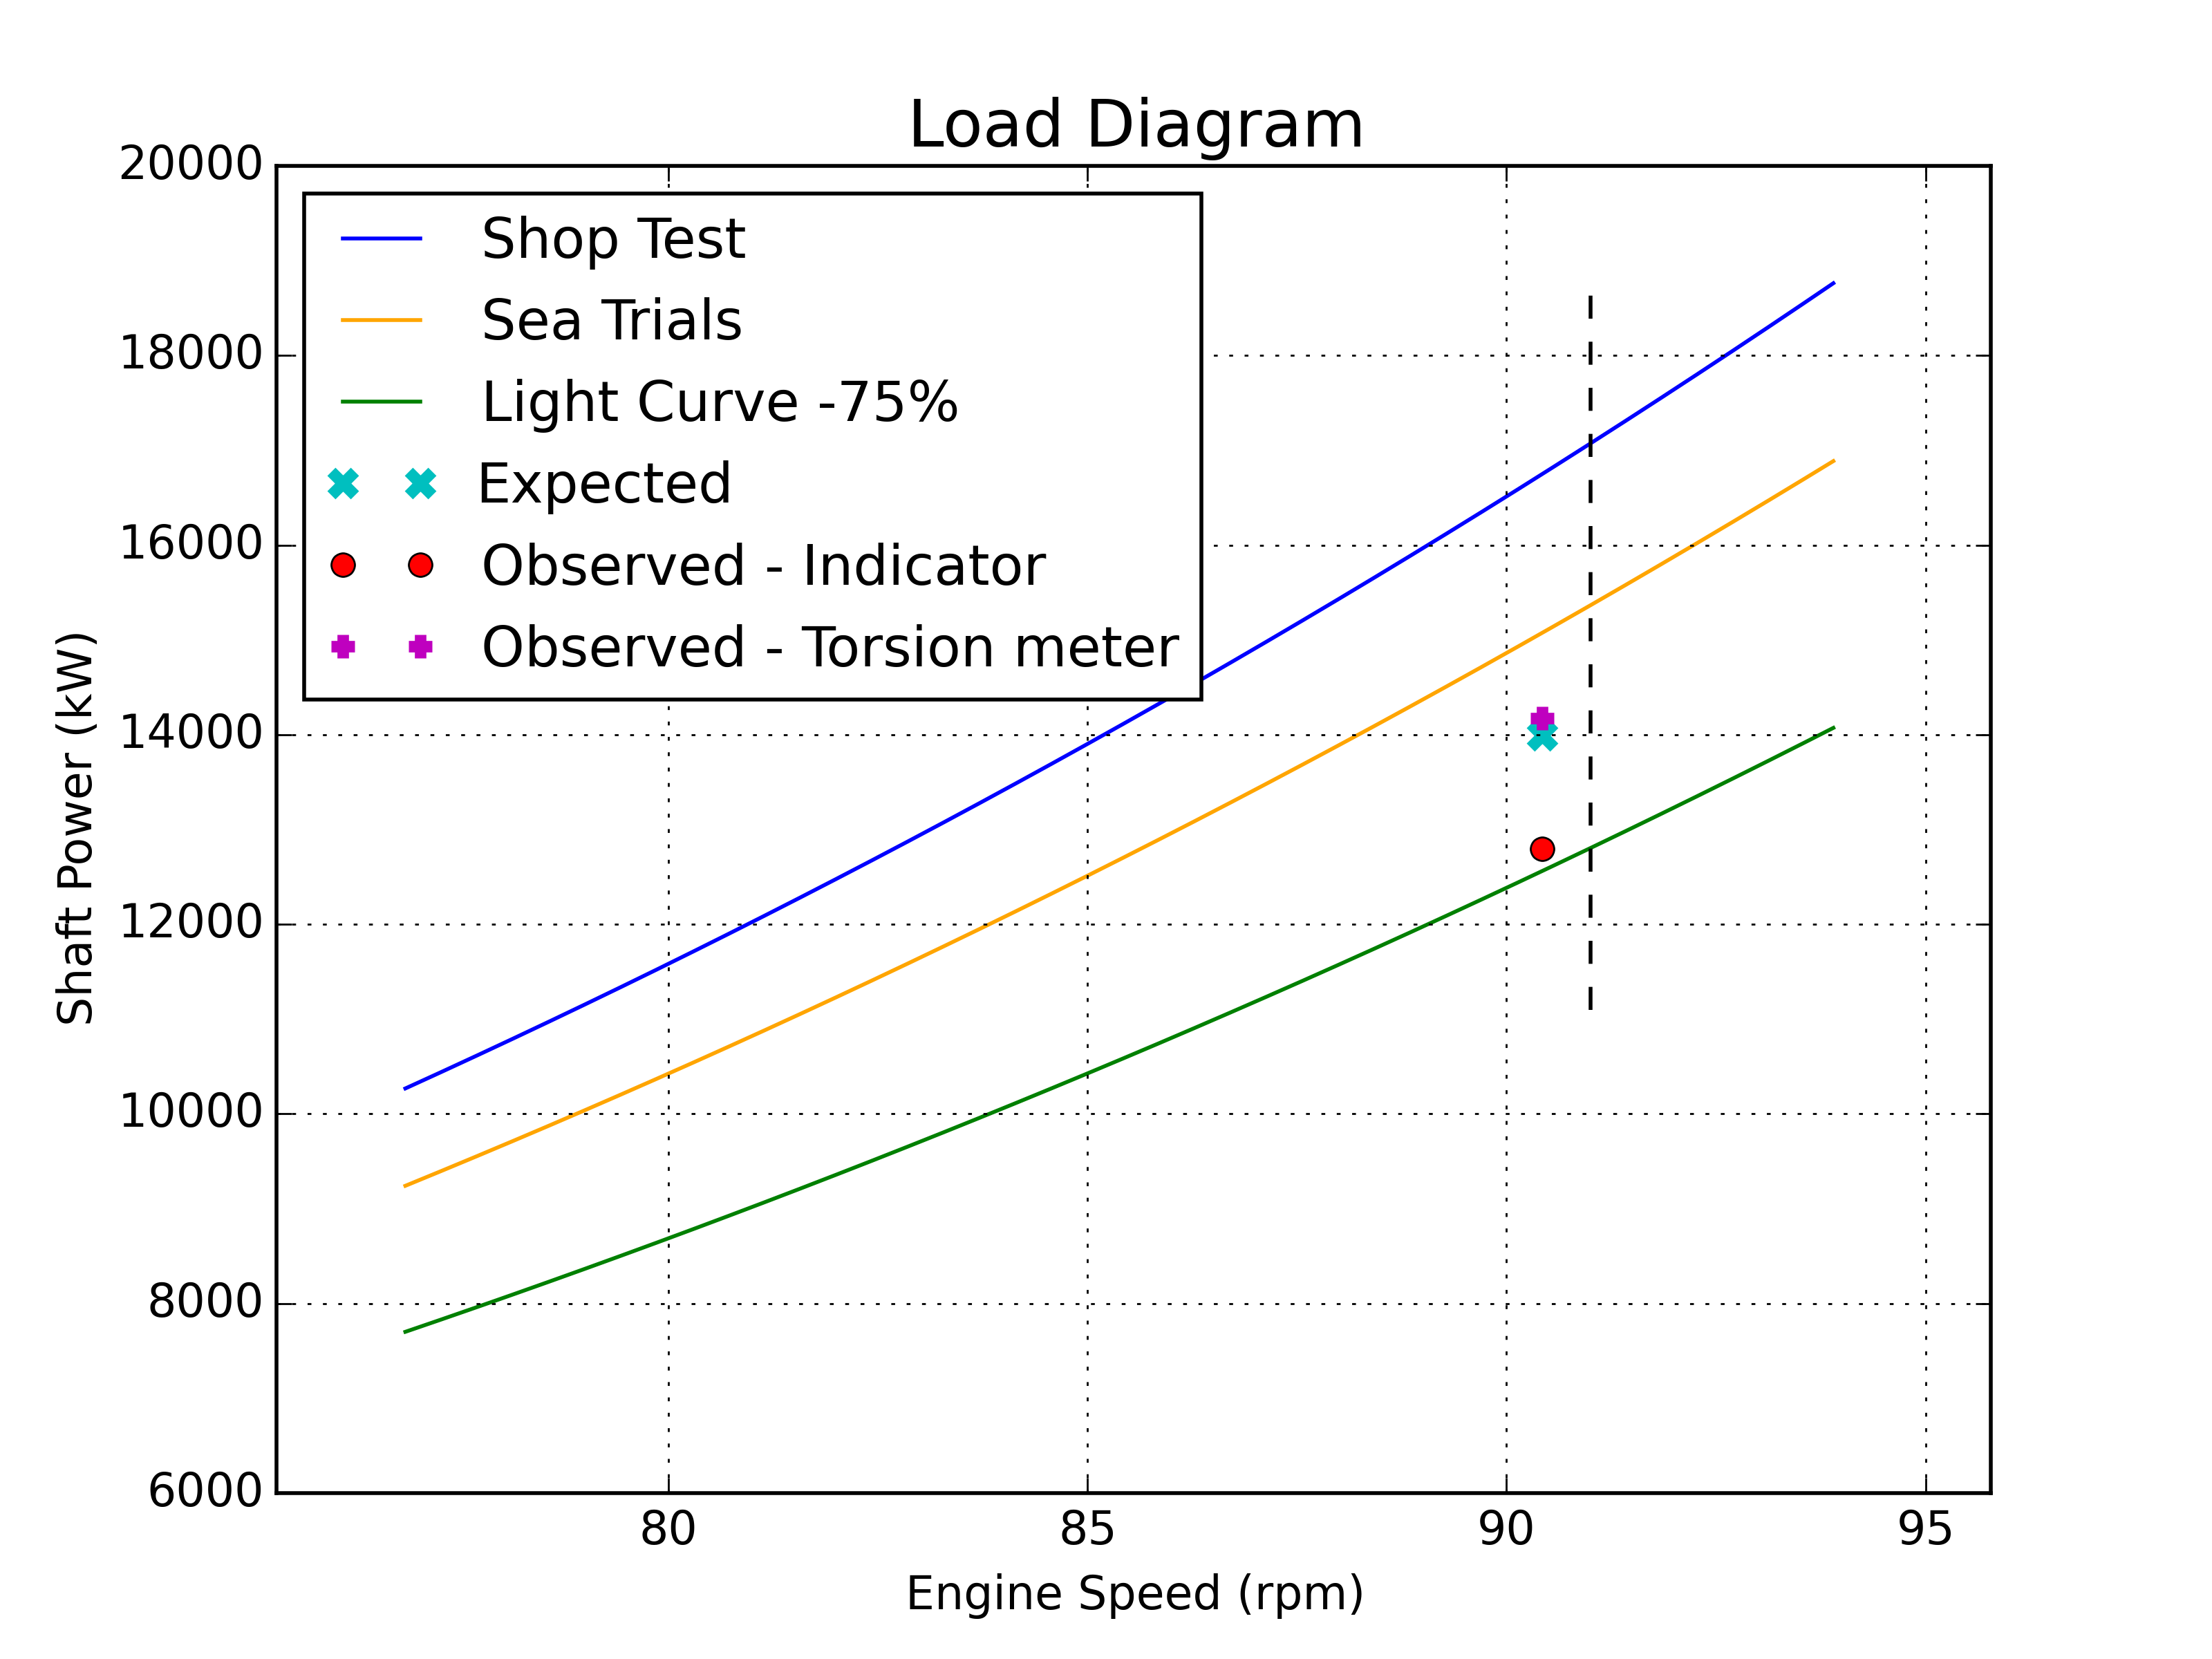 Load Diagram
20000
18000
16000
14000
12000
10000
8000
6000
Shaft Power (kW)
Shop Test
Sea Trials
Light Curve -75%
Expected
Observed - Indicator
Observed - Torsion meter
80 85 90 95
Engine Speed (rpm)